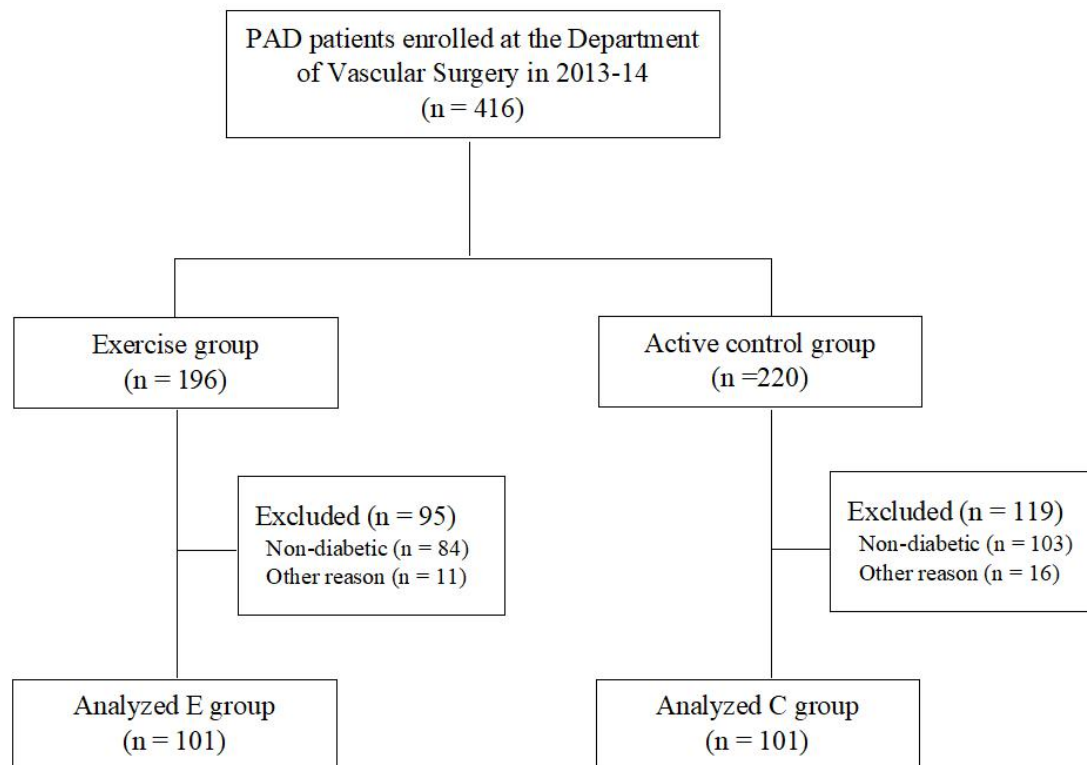 PAD patients enrolled at the Department
of Vascular Surgery in 2013-14
(n = 416)
Exercise group
(n = 196)
Active control group
(n =220)
Excluded (n = 95)
Non-diabetic (n = 84)
Other reason (n = 11)
Excluded (n = 119)
Non-diabetic (n = 103)
Other reason (n = 16)
Analyzed E group
(n = 101)
Analyzed C group
(n = 101)